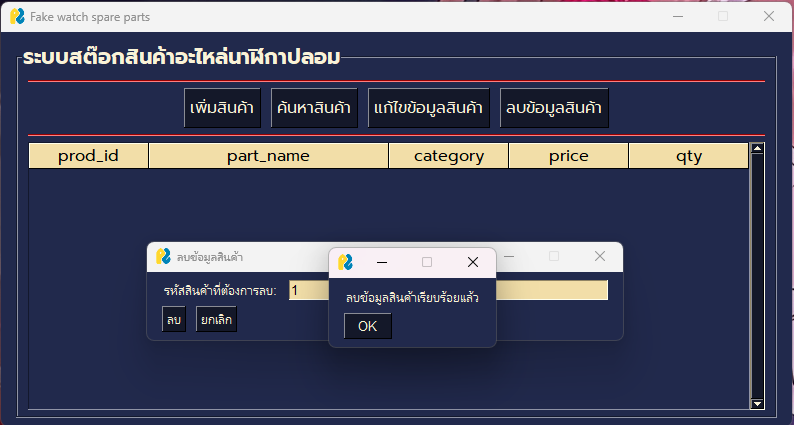 Fake watch spare parts
ระบบสต๊อกสินค้าอะไหล่นาฬิกาปลอม
เพิ่มสินค้า ค้นหาสินค้า แก้ไขข้อมูลสินค้า ลบข้อมูลสินค้า
prod_id part_name category price qty
ลบข้อมูลสินค้า
รหัสสินค้าที่ต้องการลบ: 1
ลบ ยกเลิก
ลบข้อมูลสินค้าเรียบร้อยแล้ว
OK